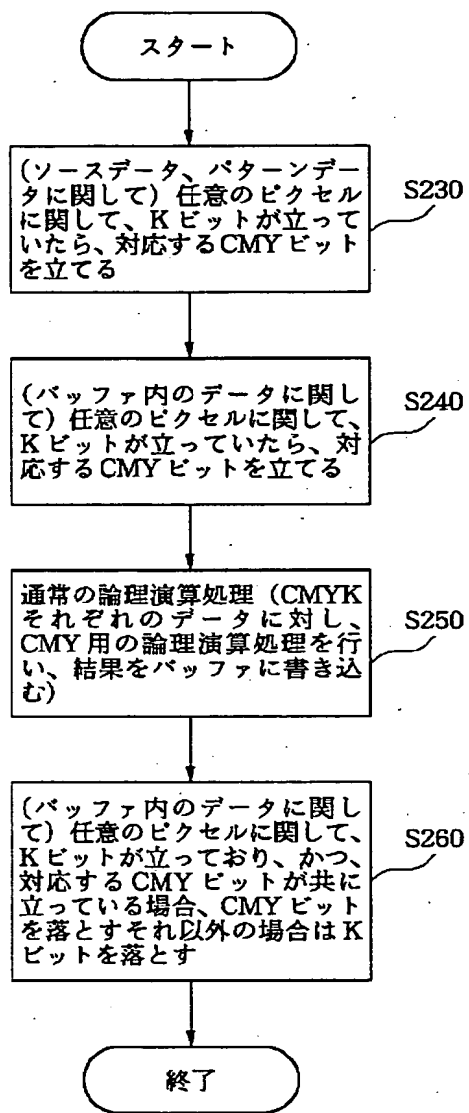 スタート
(ソースデータ、パターンデー
タに関して) 任意のピクセル
に関して、Kビットが立って
いたら、対応するCMYビット
を立てる
S230
(バッファ内のデータに関し
て) 任意のピクセルに関して、
Kビットが立っていたら、対
応するCMYビットを立てる
S240
通常の論理演算処理 (CMYK
それぞれのデータに対し、
CMY用の論理演算処理を行
い、結果をバッファに書き込
む)
S250
(バッファ内のデータに関し
て) 任意のピクセルに関して、
Kビットが立っており、かつ、
対応するCMYビットが共に
立っている場合、CMYビット
を落とすそれ以外の場合はK
ビットを落とす
S260
終了